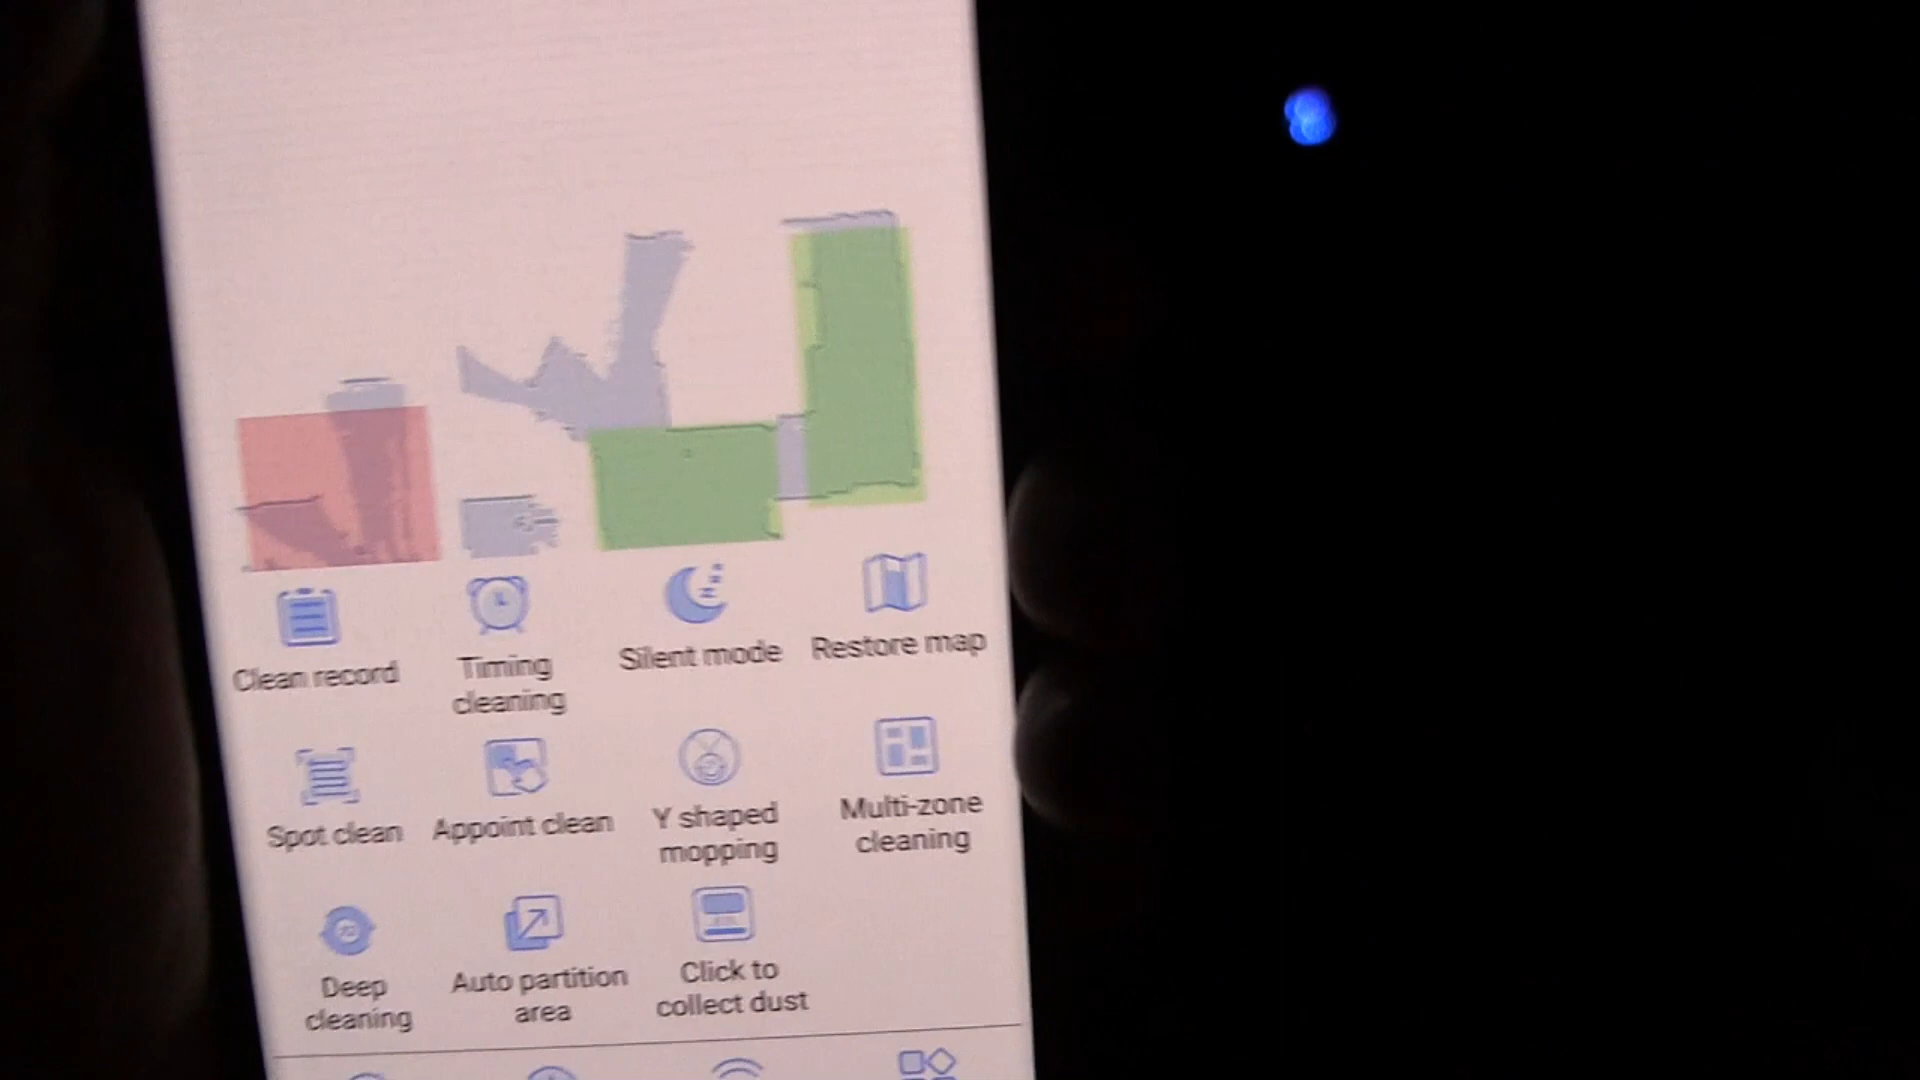 Clean record
Timing
cleaning
Silent mode
Restore map
Spot clean
Appoint clean
Y shaped
mopping
Multi-zone
cleaning
Deep
cleaning
Auto partition
area
Click to
collect dust